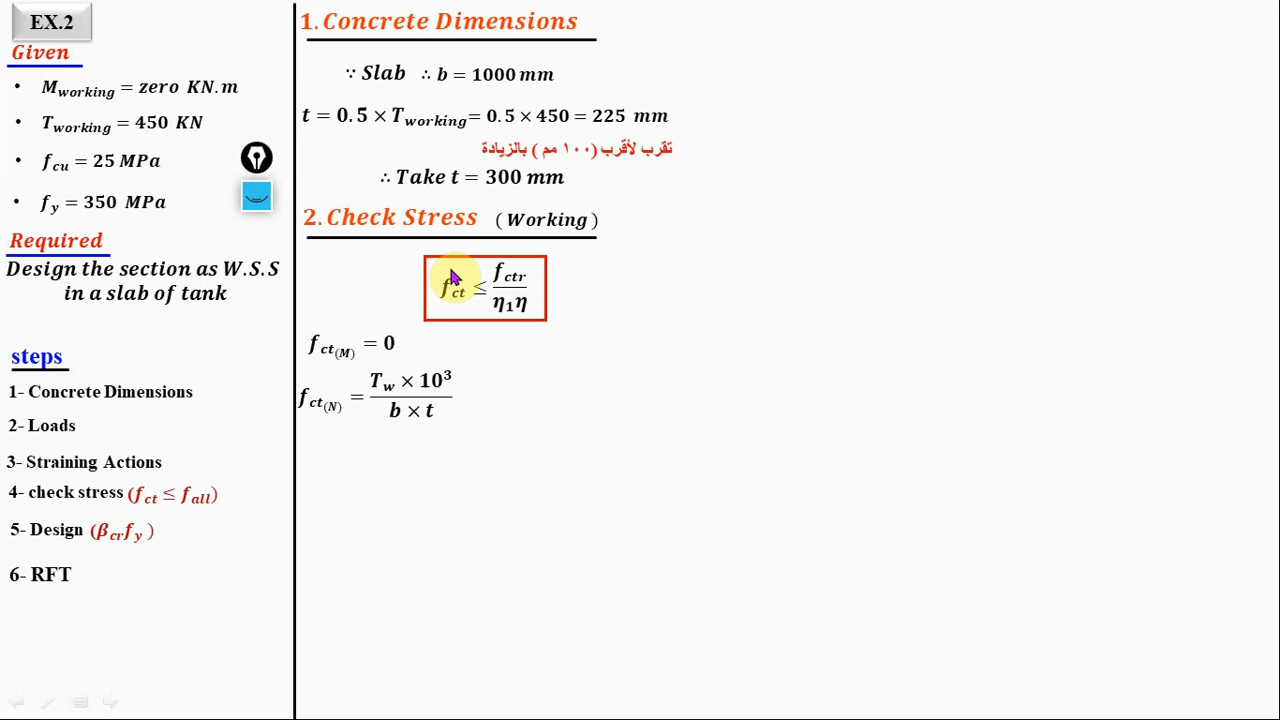 EX.2
Given
• M_working = zero KN.m
• T_working = 450 KN
• f_cu = 25 MPa
• f_y = 350 MPa
Required
Design the section as W.S.S
in a slab of tank
steps
1- Concrete Dimensions
2- Loads
3- Straining Actions
4- check stress (f_ct ≤ f_all)
5- Design (β_cr f_y )
6- RFT
1. Concrete Dimensions
∵ Slab ∴ b = 1000 mm
t = 0.5 × T_working = 0.5 × 450 = 225 mm
تقرب لأقرب (١٠٠ مم ) بالزيادة
∴ Take t = 300 mm
2. Check Stress ( Working )
f_ct ≤ f_ctr / η_1 η
f_ct(M) = 0
f_ct(N) = T_w × 10^3 / b × t